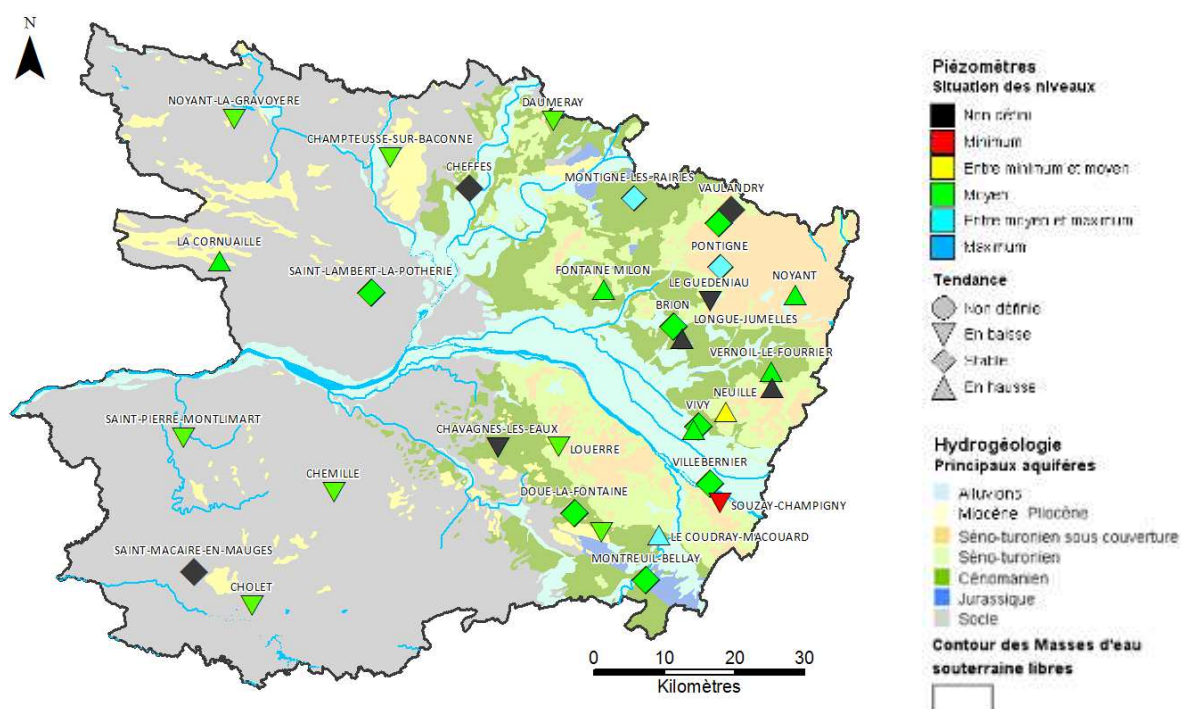 N
NOYANT-LA-GRAVOYERE
DAUMERAY
CHAMPTEUSSE-SUR-BACONNE
CHEFFES
MONTIGNE-LES-RAIRIES
VAULANDRY
LA CORNUAILLE
SAINT-LAMBERT-LA-POTHERIE
PONTIGNE
FONTAINE MILON
LE GUEDENIAU
NOYANT
BRION
LONGUE-JUMELLES
VERNOIL-LE-FOURRIER
NEUILLE
SAINT-PIERRE-MONTLIMART
CHAVAGNES-LES-EAUX
VIVY
LOUERRE
CHEMILLE
VILLEBERNIER
DOUE-LA-FONTAINE
SOUZAY-CHAMPIGNY
LE COUDRAY-MACOUARD
SAINT-MACAIRE-EN-MAUGES
MONTREUIL-BELLAY
CHOLET
0 10 20 30
Kilomètres
Piézomètres
Situation des niveaux
Non défini
Minimum
Entre minimum et moyen
Moyen
Entre moyen et maximum
Maximum
Tendance
Non définie
En baisse
Stable
En hausse
Hydrogéologie
Principaux aquifères
Alluvions
Miocène Pliocène
Séno-turonien sous couverture
Séno-turonien
Cénomanien
Jurassique
Socle
Contour des Masses d'eau
souterraine libres